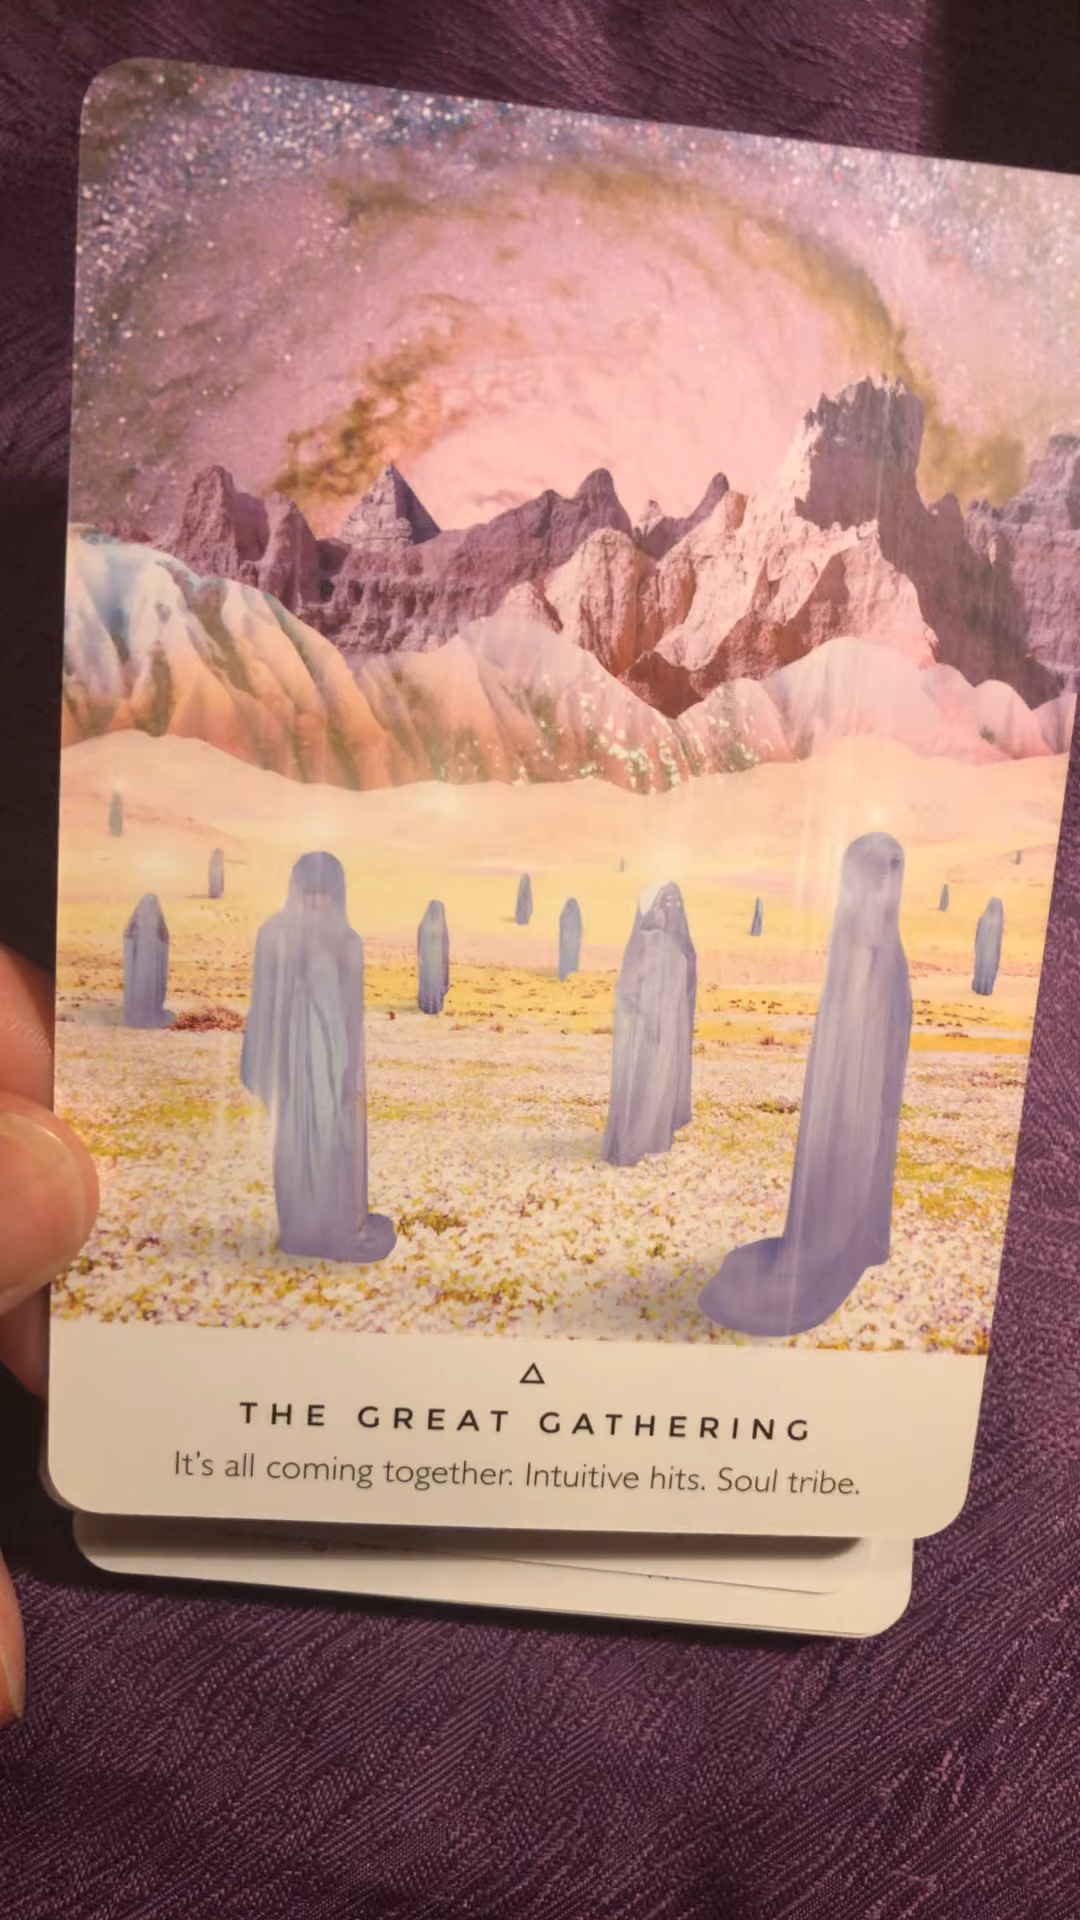 THE GREAT GATHERING
It's all coming together. Intuitive hits. Soul tribe.